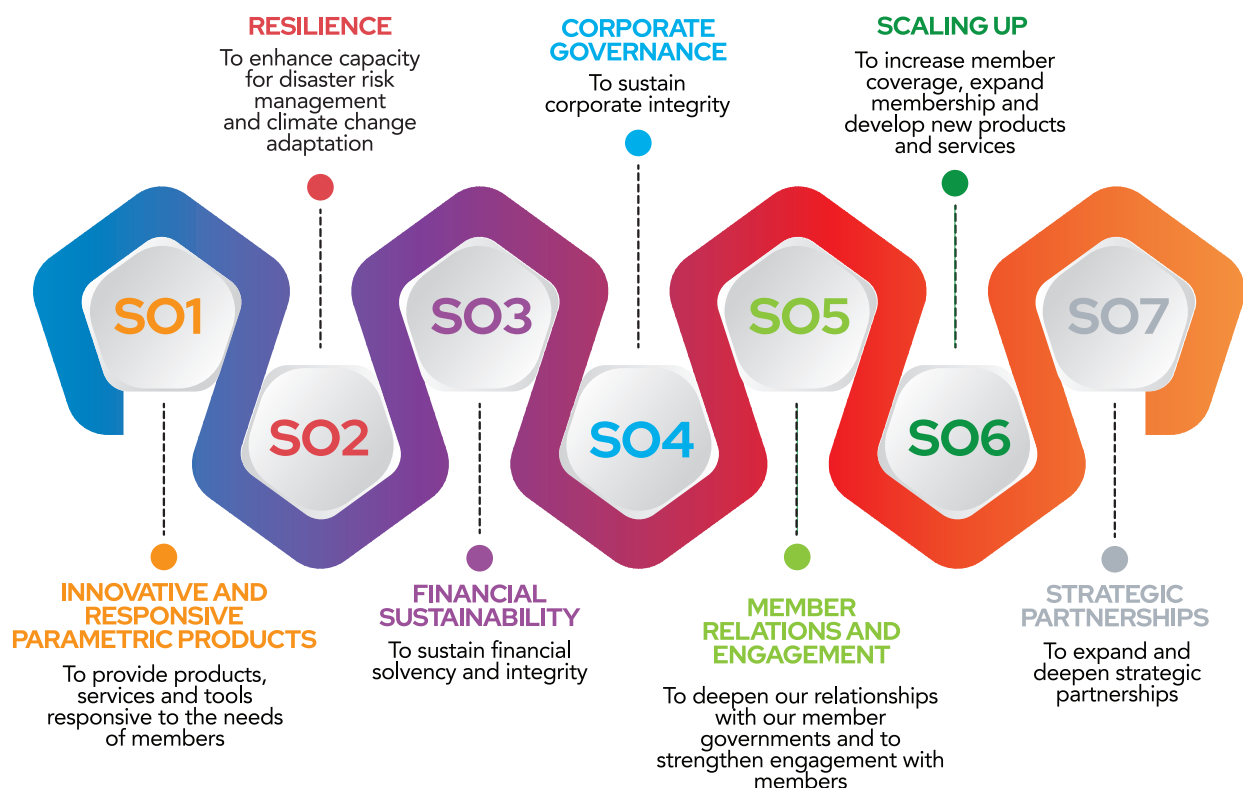 RESILIENCE
To enhance capacity
for disaster risk
management
and climate change
adaptation
CORPORATE
GOVERNANCE
To sustain
corporate integrity
SCALING UP
To increase member
coverage, expand
membership and
develop new products
and services
SO1
SO2
SO3
SO4
SO5
SO6
SO7
INNOVATIVE AND
RESPONSIVE
PARAMETRIC PRODUCTS
To provide products,
services and tools
responsive to the needs
of members
FINANCIAL
SUSTAINABILITY
To sustain financial
solvency and integrity
MEMBER
RELATIONS AND
ENGAGEMENT
To deepen our relationships
with our member
governments and to
strengthen engagement with
members
STRATEGIC
PARTNERSHIPS
To expand and
deepen strategic
partnerships